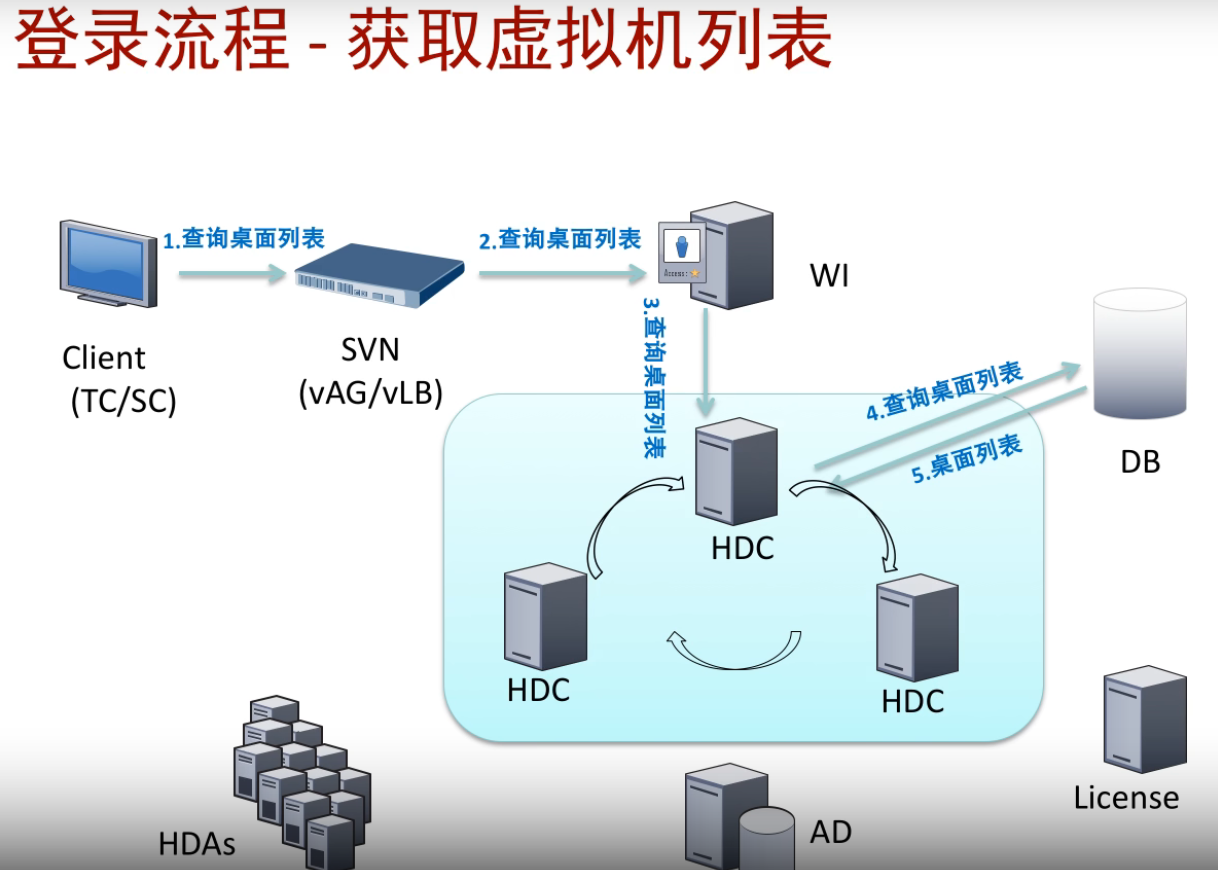 登录流程 - 获取虚拟机列表
1.查询桌面列表
2.查询桌面列表
Access:
WI
3.查询桌面列表
Client
(TC/SC)
SVN
(vAG/vLB)
4.查询桌面列表
5.桌面列表
DB
HDC
HDC
HDC
License
HDAs
AD